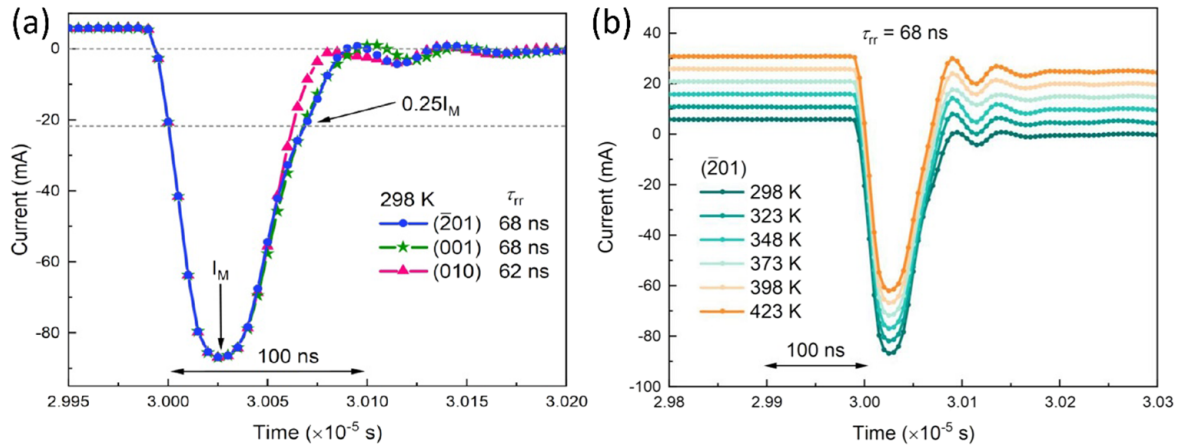 (a)
0
-20
-40
-60
-80
Current (mA)
0.25I_M
I_M
298 K τ_rr
(2̅01) 68 ns
(001) 68 ns
(010) 62 ns
100 ns
2.995 3.000 3.005 3.010 3.015 3.020
Time (×10⁻⁵ s)
(b)
τ_rr = 68 ns
40
20
0
-20
-40
-60
-80
-100
Current (mA)
(2̅01)
298 K
323 K
348 K
373 K
398 K
423 K
100 ns
2.98 2.99 3.00 3.01 3.02 3.03
Time (×10⁻⁵ s)